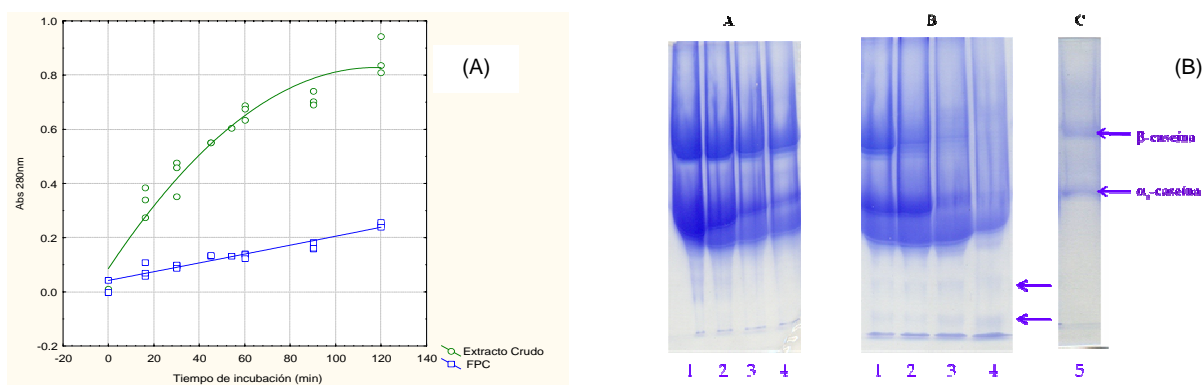 1.0
0.8
0.6
0.4
0.2
0.0
-0.2
Abs 280nm
-20 0 20 40 60 80 100 120 140
Tiempo de incubación (min)
Extracto Crudo
FPC
(A)
A B C
(B)
β-caseína
αs-caseína
1 2 3 4 1 2 3 4 5